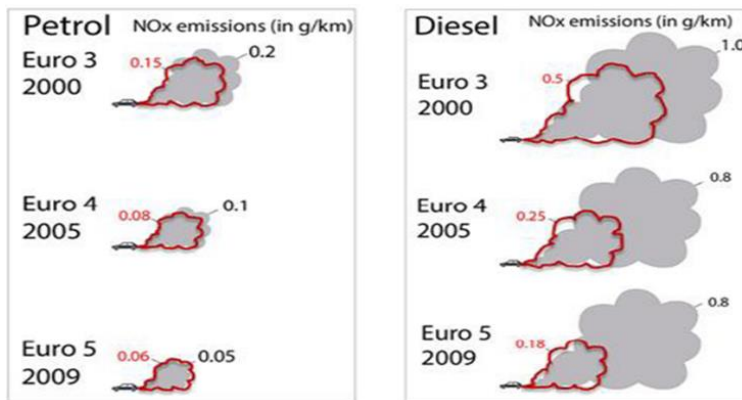 Petrol NOx emissions (in g/km)
Euro 3
2000
0.15
0.2
Euro 4
2005
0.08
0.1
Euro 5
2009
0.06
0.05
Diesel NOx emissions (in g/km)
Euro 3
2000
0.5
1.0
Euro 4
2005
0.25
0.8
Euro 5
2009
0.18
0.8